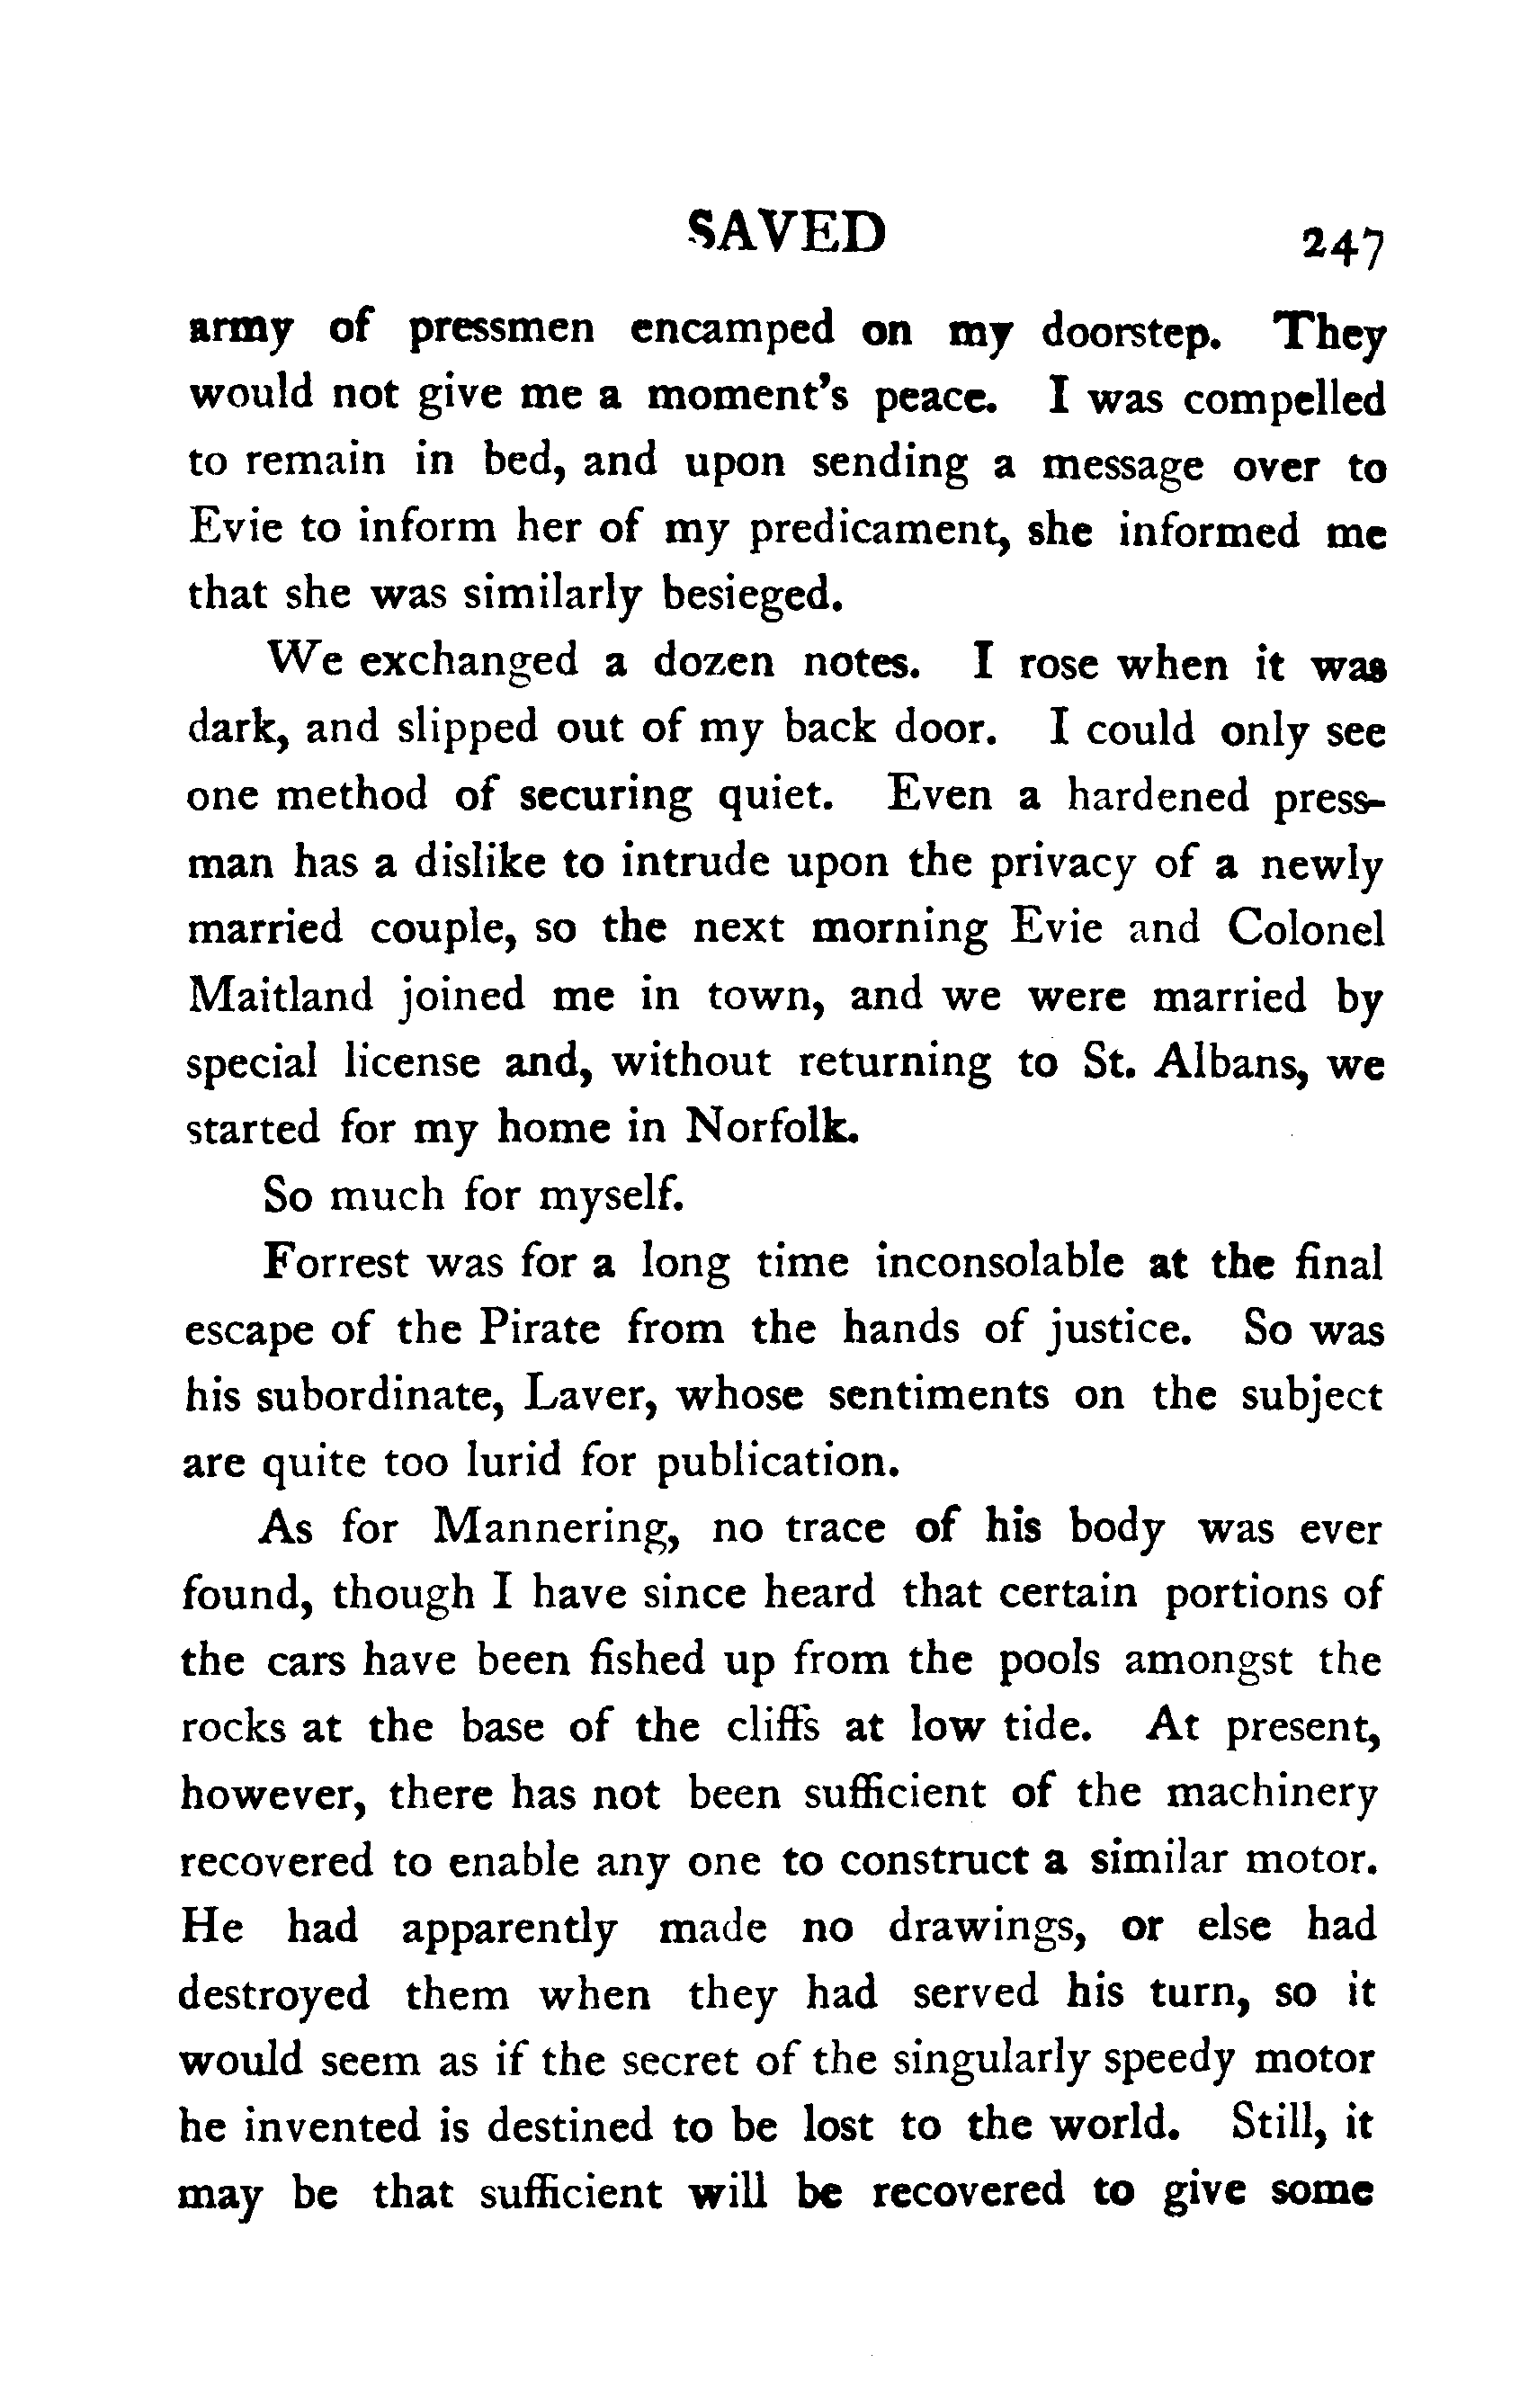 SAVED 247
army of pressmen encamped on my doorstep. They
would not give me a moment's peace. I was compelled
to remain in bed, and upon sending a message over to
Evie to inform her of my predicament, she informed me
that she was similarly besieged.
We exchanged a dozen notes. I rose when it was
dark, and slipped out of my back door. I could only see
one method of securing quiet. Even a hardened press-
man has a dislike to intrude upon the privacy of a newly
married couple, so the next morning Evie and Colonel
Maitland joined me in town, and we were married by
special license and, without returning to St. Albans, we
started for my home in Norfolk.
So much for myself.
Forrest was for a long time inconsolable at the final
escape of the Pirate from the hands of justice. So was
his subordinate, Laver, whose sentiments on the subject
are quite too lurid for publication.
As for Mannering, no trace of his body was ever
found, though I have since heard that certain portions of
the cars have been fished up from the pools amongst the
rocks at the base of the cliffs at low tide. At present,
however, there has not been sufficient of the machinery
recovered to enable any one to construct a similar motor.
He had apparently made no drawings, or else had
destroyed them when they had served his turn, so it
would seem as if the secret of the singularly speedy motor
he invented is destined to be lost to the world. Still, it
may be that sufficient will be recovered to give some